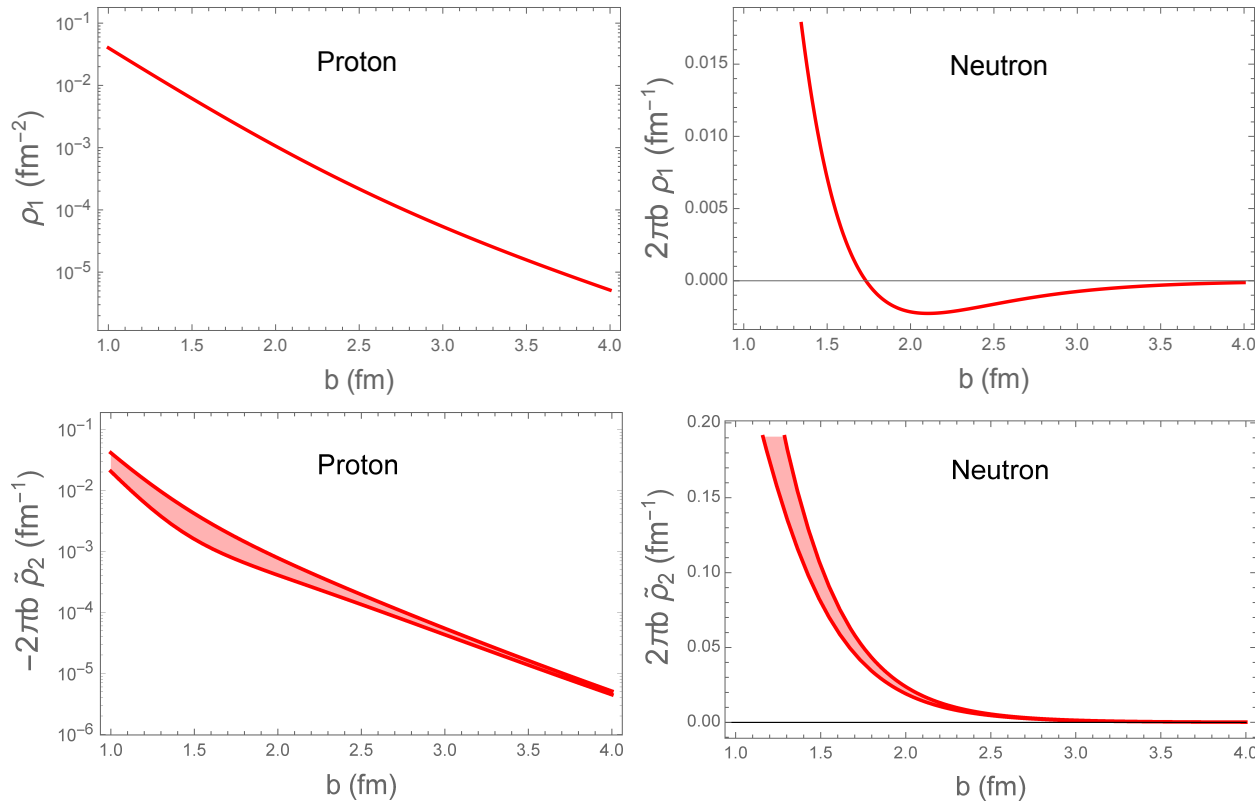 Proton
ρ₁ (fm⁻²)
10⁻¹
10⁻²
10⁻³
10⁻⁴
10⁻⁵
1.0 1.5 2.0 2.5 3.0 3.5 4.0
b (fm)
Neutron
2πb ρ₁ (fm⁻¹)
0.015
0.010
0.005
0.000
1.0 1.5 2.0 2.5 3.0 3.5 4.0
b (fm)
Proton
−2πb ρ̃₂ (fm⁻¹)
10⁻¹
10⁻²
10⁻³
10⁻⁴
10⁻⁵
10⁻⁶
1.0 1.5 2.0 2.5 3.0 3.5 4.0
b (fm)
Neutron
2πb ρ̃₂ (fm⁻¹)
0.20
0.15
0.10
0.05
0.00
1.0 1.5 2.0 2.5 3.0 3.5 4.0
b (fm)